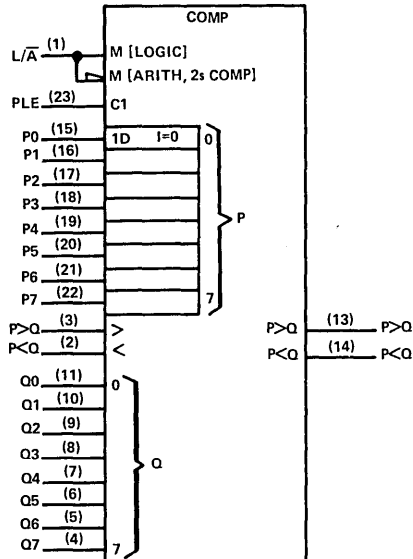 COMP
L/A̅ (1) M [LOGIC]
M [ARITH, 2s COMP]
PLE (23) C1
P0 (15) 1D I=0 0
P1 (16)
P2 (17)
P3 (18)
P4 (19)
P5 (20)
P6 (21)
P7 (22) 7
P
P>Q (3) > P>Q (13) P>Q
P<Q (2) < P<Q (14) P<Q
Q0 (11) 0
Q1 (10)
Q2 (9)
Q3 (8)
Q4 (7)
Q5 (6)
Q6 (5)
Q7 (4) 7
Q